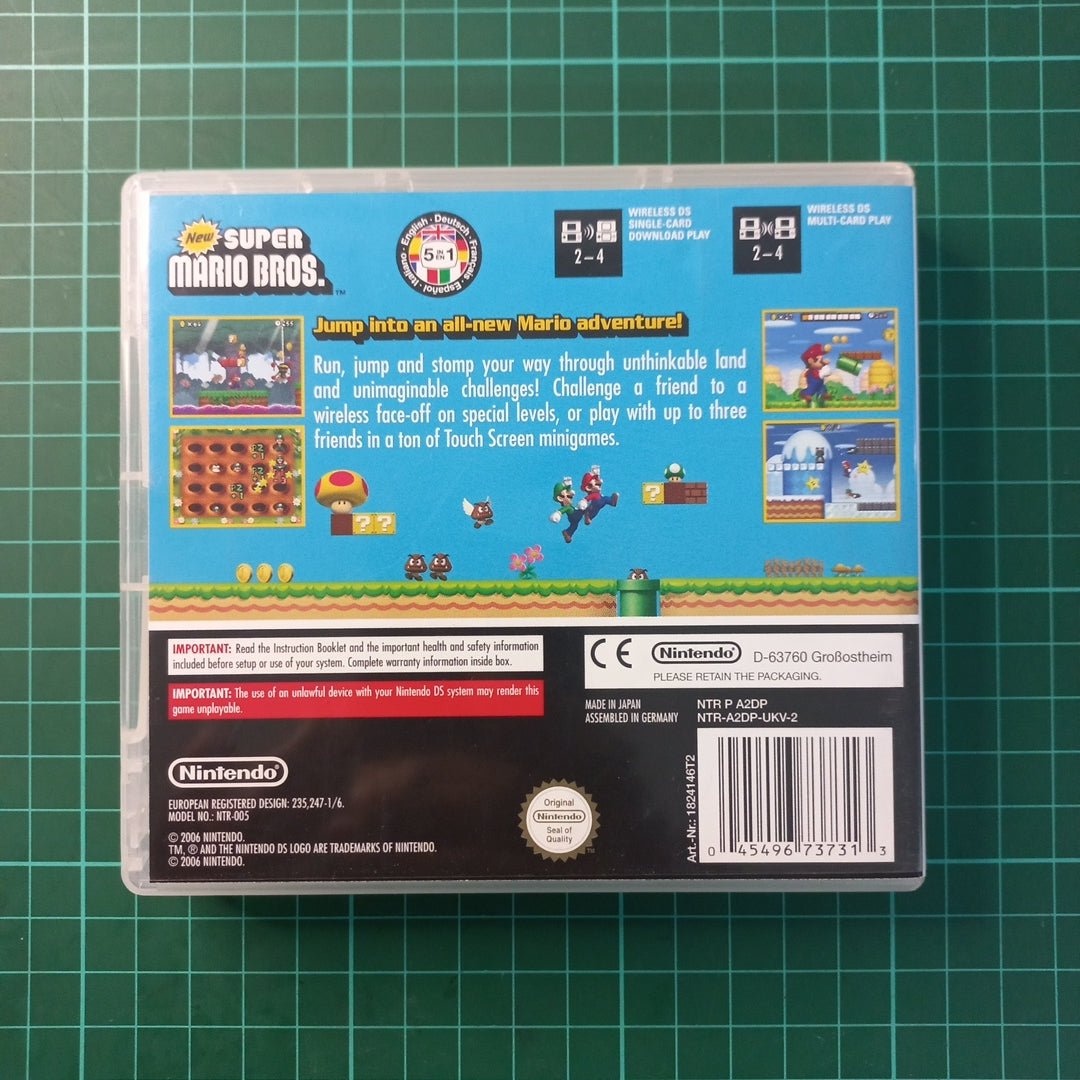 New
SUPER
MARIO BROS.
TM
English · Deutsch · Français · Español · Italiano
5 IN EN 1
2–4
WIRELESS DS
SINGLE-CARD
DOWNLOAD PLAY
2–4
WIRELESS DS
MULTI-CARD PLAY
Jump into an all-new Mario adventure!
Run, jump and stomp your way through unthinkable land
and unimaginable challenges! Challenge a friend to a
wireless face-off on special levels, or play with up to three
friends in a ton of Touch Screen minigames.
IMPORTANT: Read the Instruction Booklet and the important health and safety information
included before setup or use of your system. Complete warranty information inside box.
IMPORTANT: The use of an unlawful device with your Nintendo DS system may render this
game unplayable.
CE Nintendo® D-63760 Großostheim
PLEASE RETAIN THE PACKAGING.
MADE IN JAPAN
ASSEMBLED IN GERMANY
NTR P A2DP
NTR-A2DP-UKV-2
Nintendo®
EUROPEAN REGISTERED DESIGN: 235,247-1/6.
MODEL NO.: NTR-005
© 2006 NINTENDO.
TM, ® AND THE NINTENDO DS LOGO ARE TRADEMARKS OF NINTENDO.
© 2006 NINTENDO.
Original
Nintendo
Seal of
Quality
TM
Art.-Nr.: 1824146T2
0 45496 73731 3